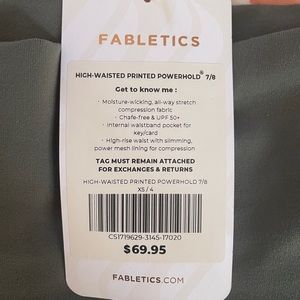 FABLETICS
HIGH-WAISTED PRINTED POWERHOLD® 7/8
Get to know me :
· Moisture-wicking, all-way stretch
compression fabric
· Chafe-free & UPF 50+
· Internal waistband pocket for
key/card
· High-rise waist with slimming,
power mesh lining for compression
TAG MUST REMAIN ATTACHED
FOR EXCHANGES & RETURNS
HIGH-WAISTED PRINTED POWERHOLD 7/8
XS / 4
CS1719629-3145-17020
$69.95
FABLETICS.COM